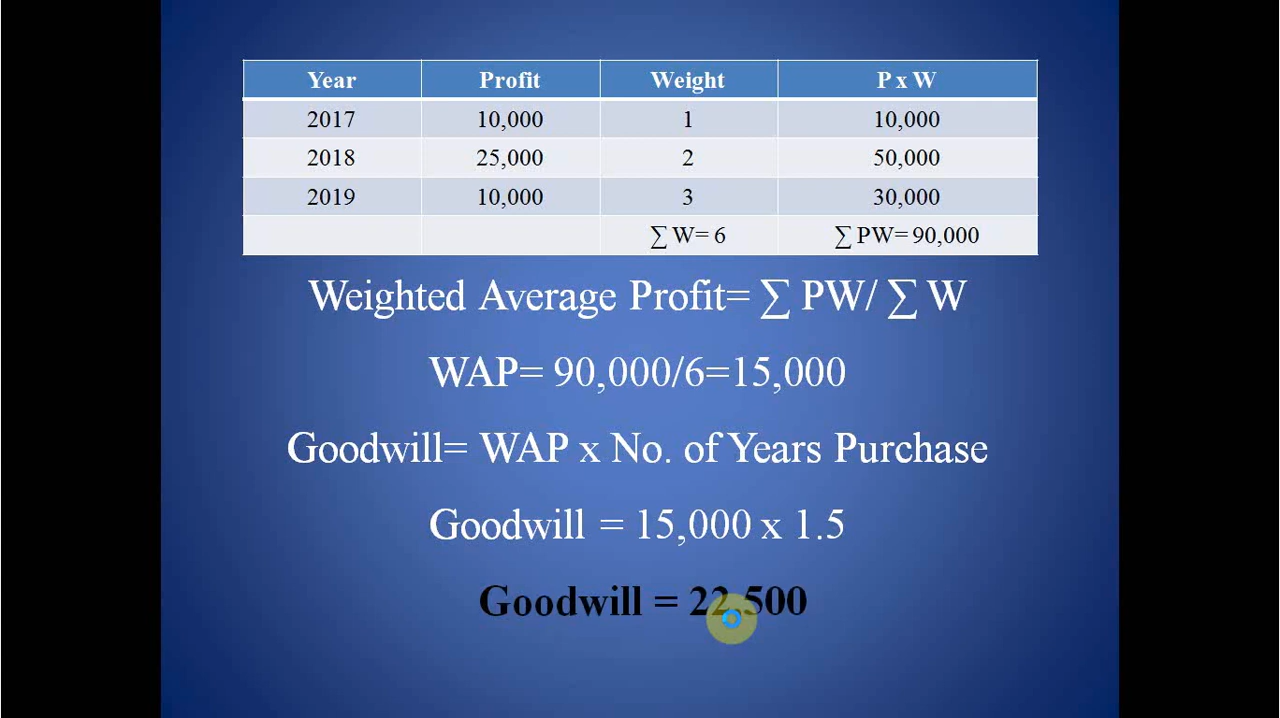 Year Profit Weight P x W
2017 10,000 1 10,000
2018 25,000 2 50,000
2019 10,000 3 30,000
∑ W= 6 ∑ PW= 90,000
Weighted Average Profit= ∑ PW/ ∑ W
WAP= 90,000/6=15,000
Goodwill= WAP x No. of Years Purchase
Goodwill = 15,000 x 1.5
Goodwill = 22,500